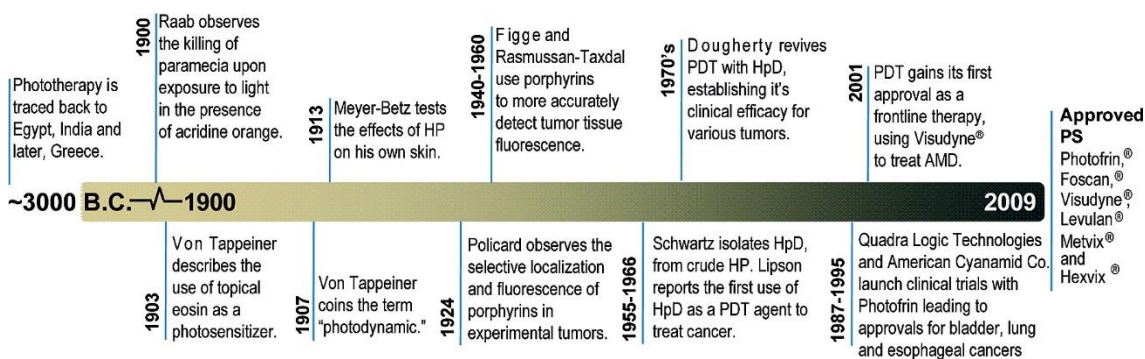 Phototherapy is
traced back to
Egypt, India and
later, Greece.
1900
Raab observes
the killing of
paramecia upon
exposure to light
in the presence
of acridine orange.
1913
Meyer-Betz tests
the effects of HP
on his own skin.
1940-1960
Figge and
Rasmussan-Taxdal
use porphyrins
to more accurately
detect tumor tissue
fluorescence.
1970's
Dougherty revives
PDT with HpD,
establishing it's
clinical efficacy for
various tumors.
2001
PDT gains its first
approval as a
frontline therapy,
using Visudyne®
to treat AMD.
Approved
PS
Photofrin,®
Foscan,®
Visudyne®,
Levulan®
Metvix®
and
Hexvix ®
~3000 B.C. 1900 2009
1903
Von Tappeiner
describes the
use of topical
eosin as a
photosensitizer.
1907
Von Tappeiner
coins the term
"photodynamic."
1924
Policard observes the
selective localization
and fluorescence of
porphyrins in
experimental tumors.
1955-1966
Schwartz isolates HpD,
from crude HP. Lipson
reports the first use of
HpD as a PDT agent to
treat cancer.
1987-1995
Quadra Logic Technologies
and American Cyanamid Co.
launch clinical trials with
Photofrin leading to
approvals for bladder, lung
and esophageal cancers